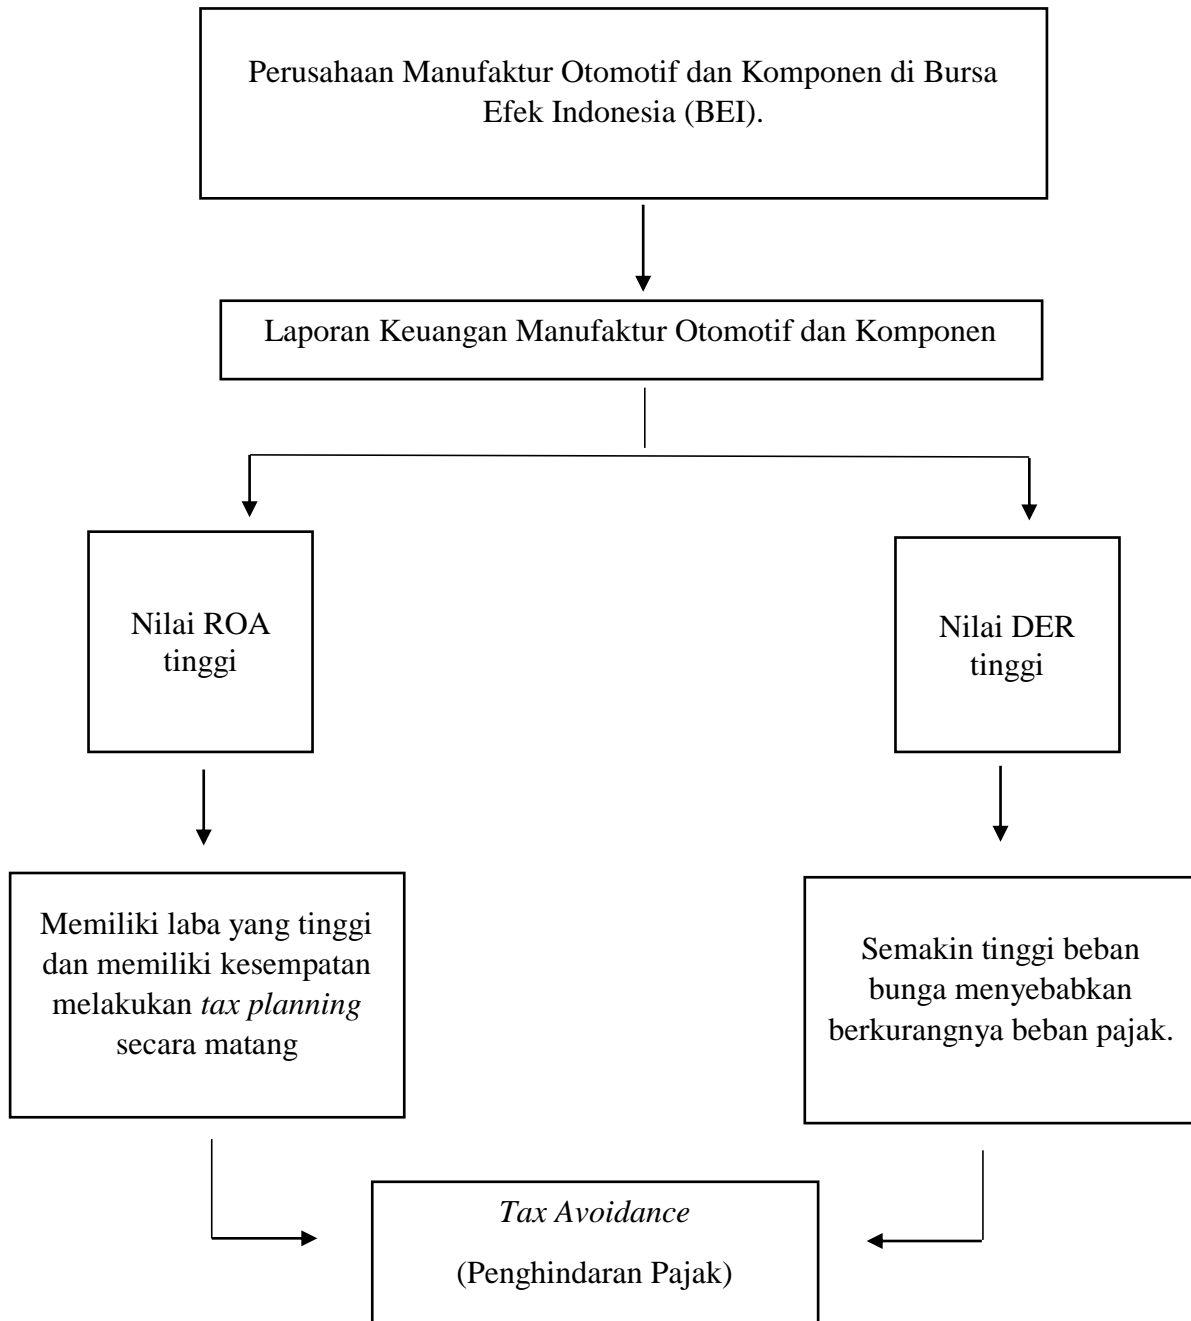 Perusahaan Manufaktur Otomotif dan Komponen di Bursa
Efek Indonesia (BEI).
Laporan Keuangan Manufaktur Otomotif dan Komponen
Nilai ROA
tinggi
Nilai DER
tinggi
Memiliki laba yang tinggi
dan memiliki kesempatan
melakukan tax planning
secara matang
Semakin tinggi beban
bunga menyebabkan
berkurangnya beban pajak.
Tax Avoidance
(Penghindaran Pajak)